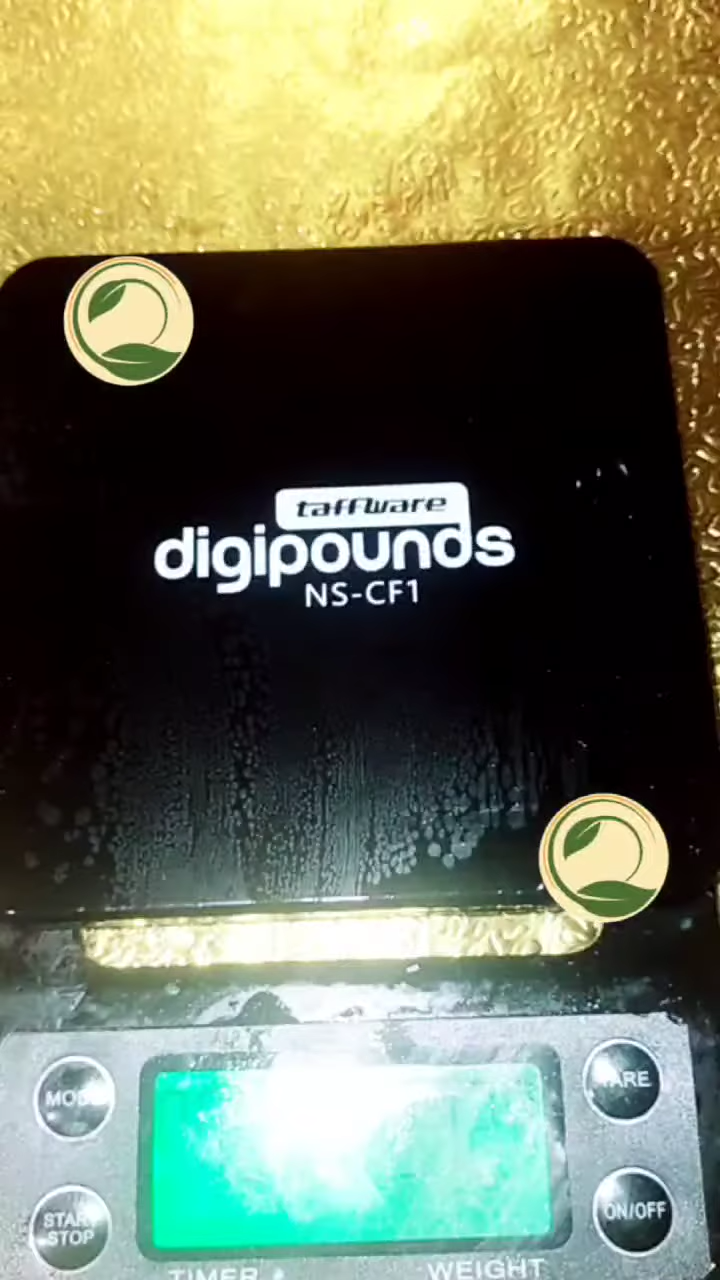 taffware
digipounds
NS-CF1
MODE
TARE
START
STOP
ON/OFF
TIMER
WEIGHT